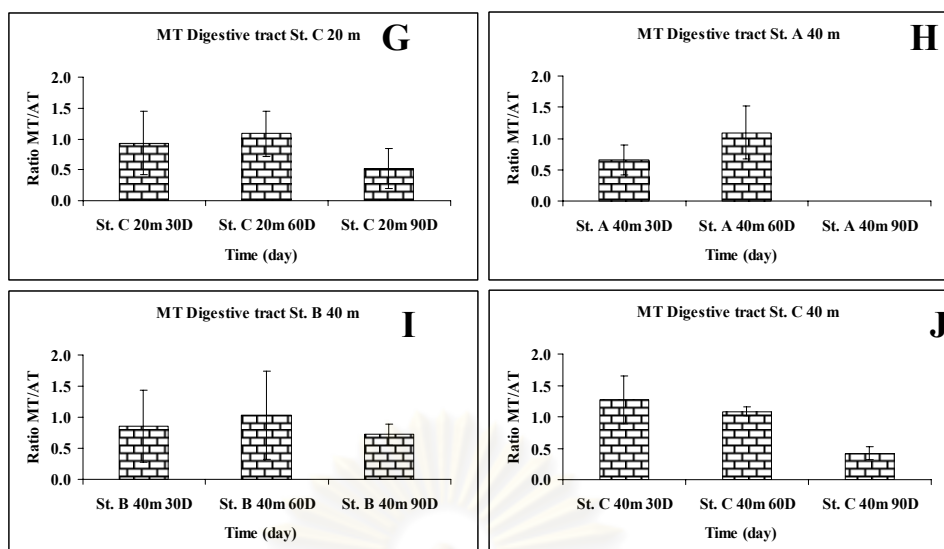 MT Digestive tract St. C 20 m
G
Ratio MT/AT
2.0
1.5
1.0
0.5
0.0
St. C 20m 30D St. C 20m 60D St. C 20m 90D
Time (day)
MT Digestive tract St. A 40 m
H
Ratio MT/AT
2.0
1.5
1.0
0.5
0.0
St. A 40m 30D St. A 40m 60D St. A 40m 90D
Time (day)
MT Digestive tract St. B 40 m
I
Ratio MT/AT
2.0
1.5
1.0
0.5
0.0
St. B 40m 30D St. B 40m 60D St. B 40m 90D
Time (day)
MT Digestive tract St. C 40 m
J
Ratio MT/AT
2.0
1.5
1.0
0.5
0.0
St. C 40m 30D St. C 40m 60D St. C 40m 90D
Time (day)